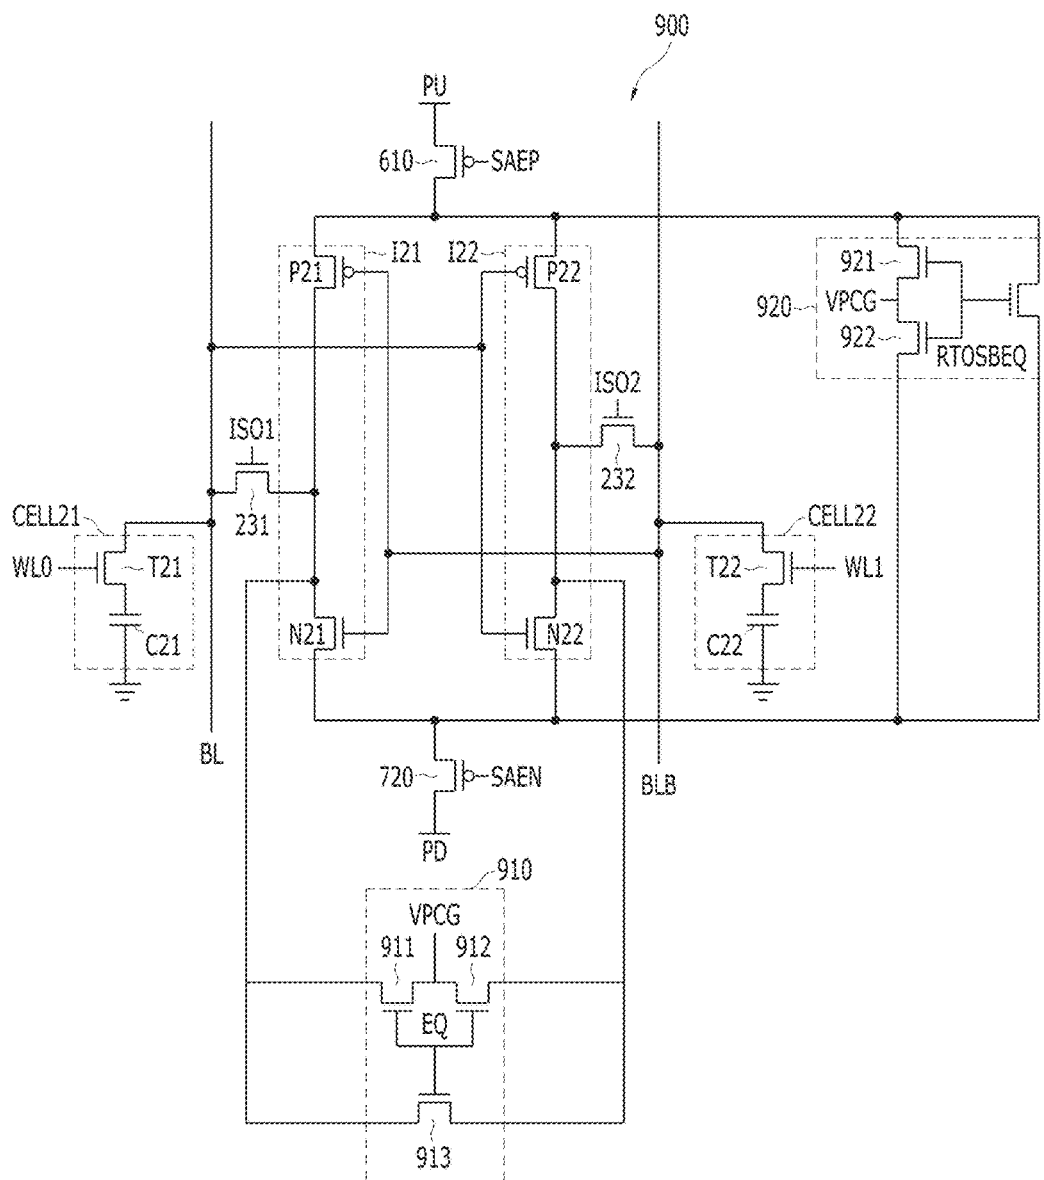 900
PU
610
SAEP
I21
I22
P21
P22
921
VPCG
920
922
RTOSBEQ
ISO2
ISO1
232
231
CELL21
CELL22
WL0
T21
T22
WL1
N21
N22
C21
C22
BL
720
SAEN
BLB
PD
910
VPCG
911
912
EQ
913